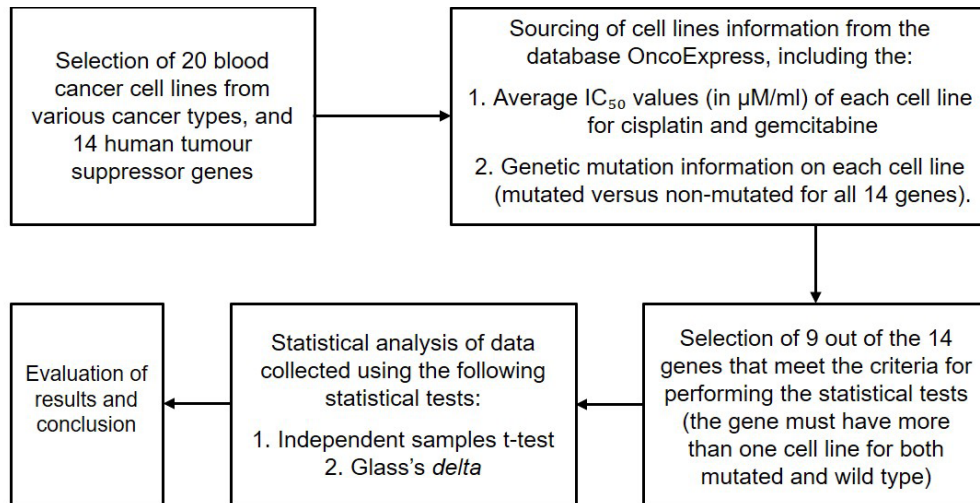 Selection of 20 blood
cancer cell lines from
various cancer types, and
14 human tumour
suppressor genes
Sourcing of cell lines information from the
database OncoExpress, including the:
1. Average IC₅₀ values (in µM/ml) of each cell line
for cisplatin and gemcitabine
2. Genetic mutation information on each cell line
(mutated versus non-mutated for all 14 genes).
Selection of 9 out of the 14
genes that meet the criteria for
performing the statistical tests
(the gene must have more
than one cell line for both
mutated and wild type)
Statistical analysis of data
collected using the following
statistical tests:
1. Independent samples t-test
2. Glass's delta
Evaluation of
results and
conclusion